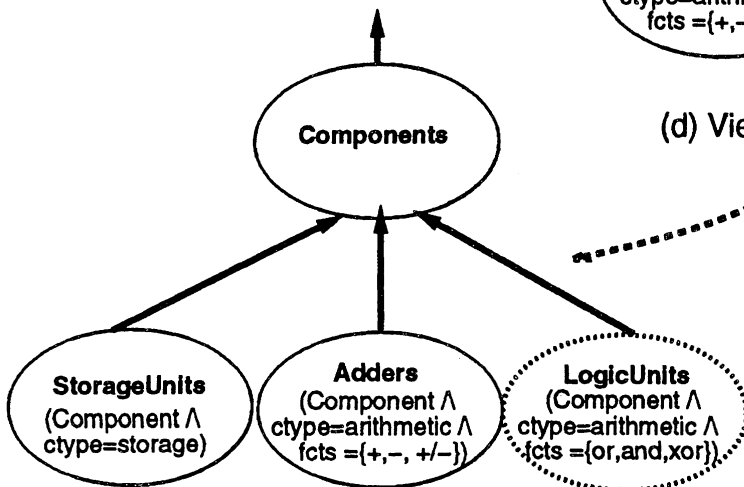 fcts ={+,-
Components
(d) Vie
StorageUnits
(Component /\
ctype=storage)
Adders
(Component /\
ctype=arithmetic /\
fcts ={+,-, +/-})
LogicUnits
(Component /\
ctype=arithmetic /\
fcts ={or,and,xor})